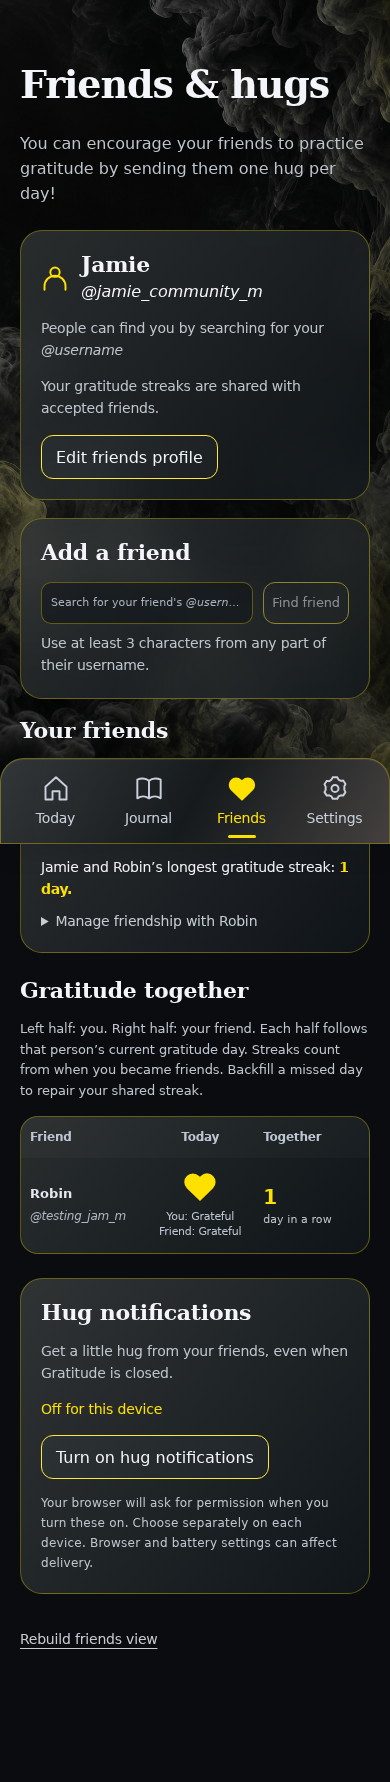 Friends & hugs
You can encourage your friends to practice
gratitude by sending them one hug per
day!
Jamie
@jamie_community_m
People can find you by searching for your
@username
Your gratitude streaks are shared with
accepted friends.
Edit friends profile
Add a friend
Search for your friend's @usern...
Find friend
Use at least 3 characters from any part of
their username.
Your friends
Today
Journal
Friends
Settings
Jamie and Robin’s longest gratitude streak: 1
day.
Manage friendship with Robin
Gratitude together
Left half: you. Right half: your friend. Each half follows
that person’s current gratitude day. Streaks count
from when you became friends. Backfill a missed day
to repair your shared streak.
Friend Today Together
Robin
@testing_jam_m
You: Grateful
Friend: Grateful
1
day in a row
Hug notifications
Get a little hug from your friends, even when
Gratitude is closed.
Off for this device
Turn on hug notifications
Your browser will ask for permission when you
turn these on. Choose separately on each
device. Browser and battery settings can affect
delivery.
Rebuild friends view